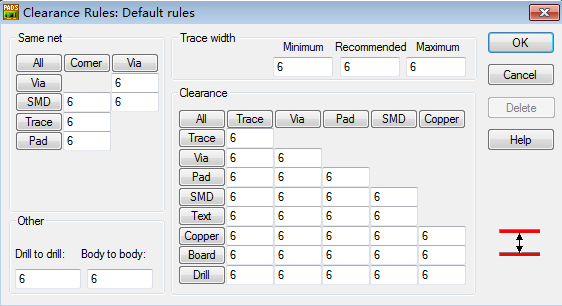 PADS
Clearance Rules: Default rules
Same net
All Corner Via
Via 6
SMD 6 6
Trace 6
Pad 6
Other
Drill to drill: Body to body:
6 6
Trace width
Minimum Recommended Maximum
6 6 6
Clearance
All Trace Via Pad SMD Copper
Trace 6
Via 6 6
Pad 6 6 6
SMD 6 6 6 6
Text 6 6 6 6
Copper 6 6 6 6 6
Board 6 6 6 6 6
Drill 6 6 6 6 6
OK
Cancel
Delete
Help